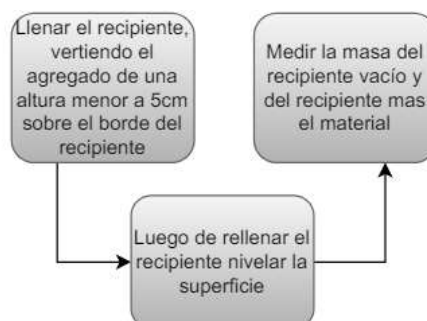 Llenar el recipiente,
vertiendo el
agregado de una
altura menor a 5cm
sobre el borde del
recipiente
Luego de rellenar el
recipiente nivelar la
superficie
Medir la masa del
recipiente vacío y
del recipiente mas
el material